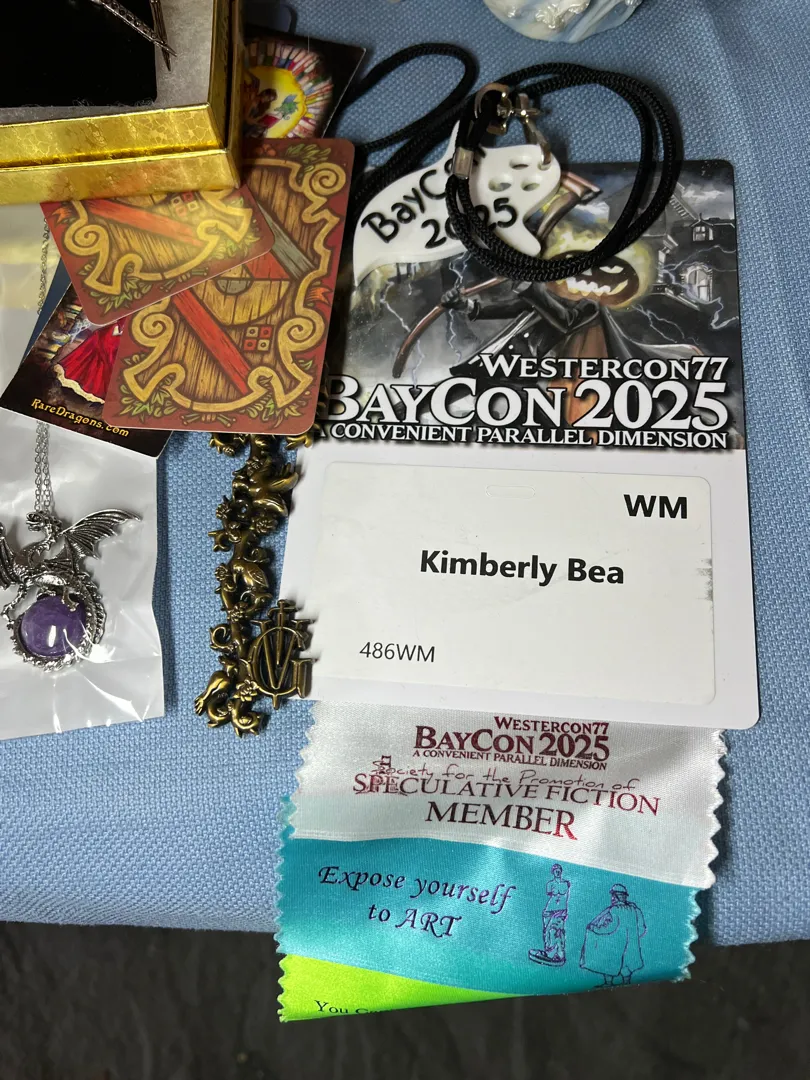 BayCon
2025
RareDragons.com
WESTERCON77
BAYCON 2025
A CONVENIENT PARALLEL DIMENSION
WM
Kimberly Bea
486WM
WESTERCON77
BAYCON 2025
A CONVENIENT PARALLEL DIMENSION
Society for the Promotion of
SPECULATIVE FICTION
MEMBER
Expose yourself
to ART
You